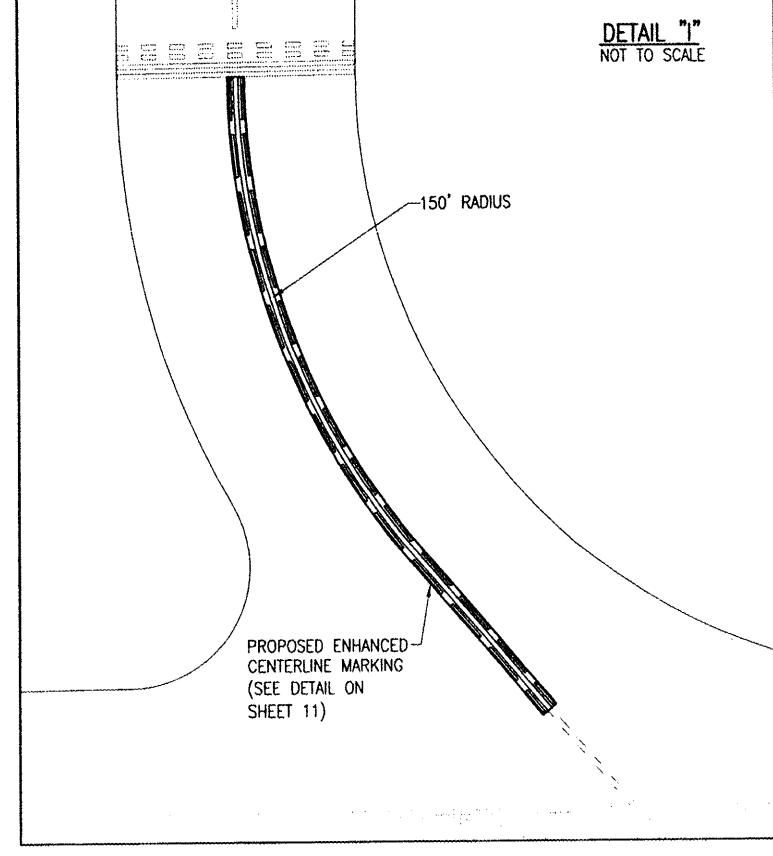 DETAIL "I"
NOT TO SCALE
150' RADIUS
PROPOSED ENHANCED
CENTERLINE MARKING
(SEE DETAIL ON
SHEET 11)